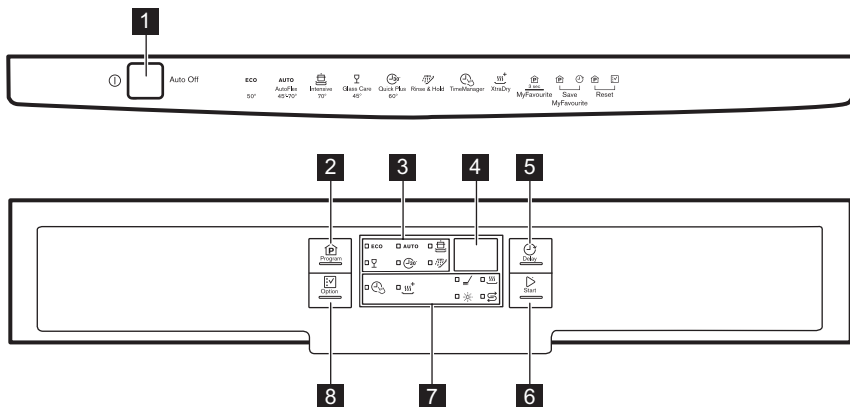 1
Auto Off
ECO
50°
AUTO
AutoFlex
45°-70°
Intensive
70°
Glass Care
45°
30'
Quick Plus
60°
Rinse & Hold
TimeManager
XtraDry
P
3 sec
MyFavourite
P
Save
MyFavourite
P
Reset
2
3
4
5
P
Program
ECO
AUTO
30'
Delay
Option
Start
8
7
6